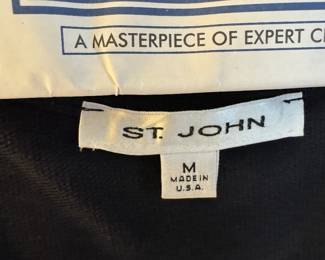 A MASTERPIECE OF EXPERT
ST. JOHN
M
MADE IN
U.S.A.